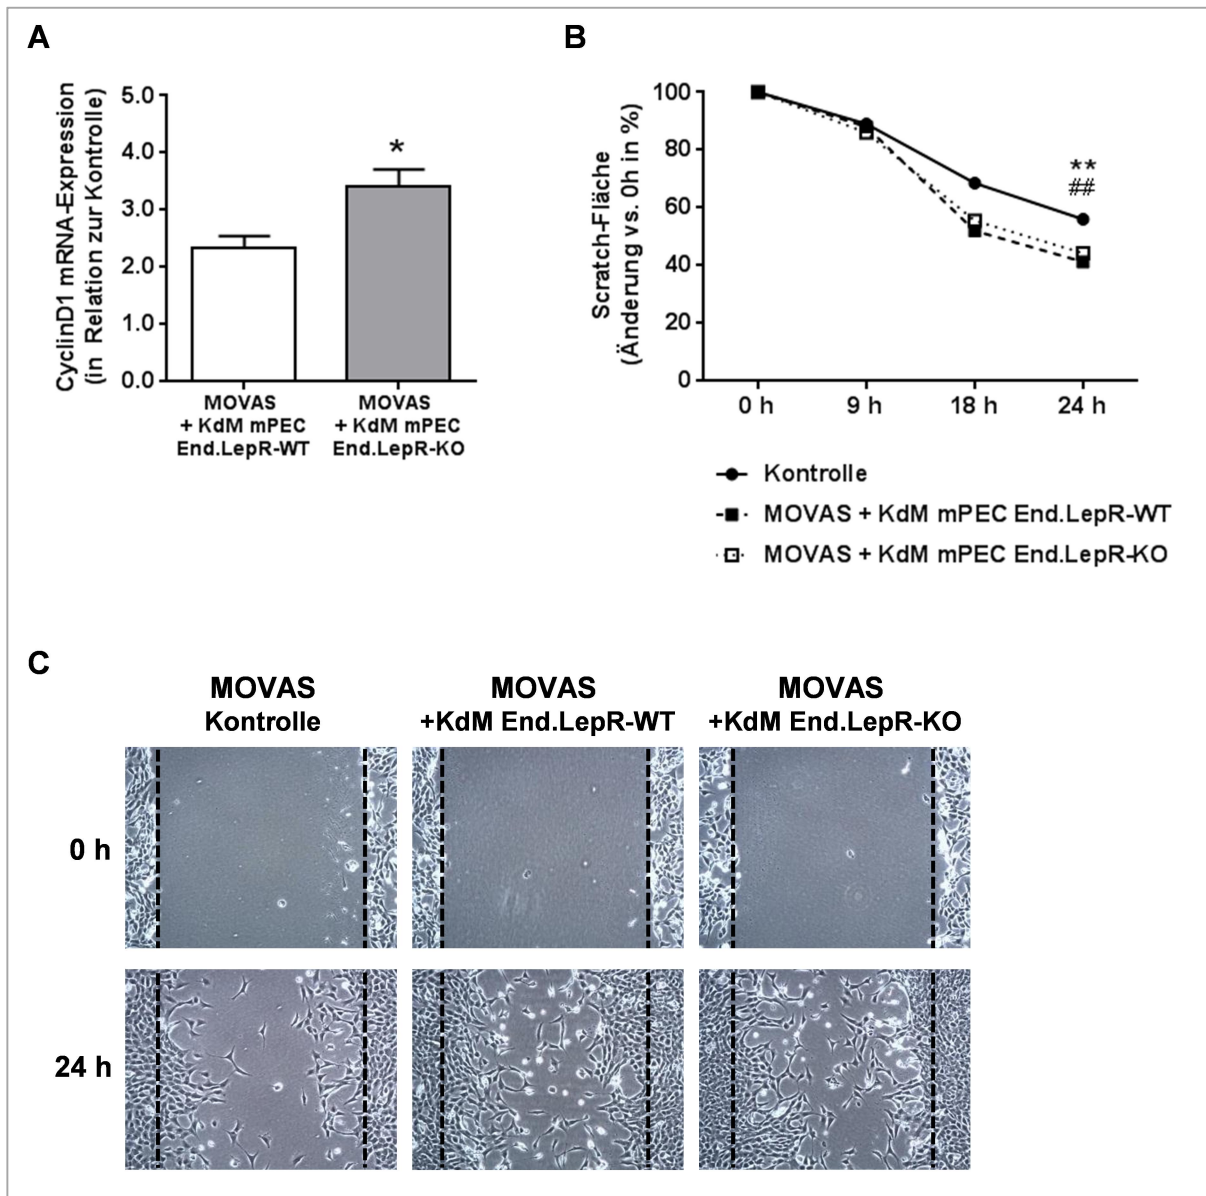 A
CyclinD1 mRNA-Expression
(in Relation zur Kontrolle)
5.0
4.0
3.0
2.0
1.0
0.0
*
MOVAS
+ KdM mPEC
End.LepR-WT
MOVAS
+ KdM mPEC
End.LepR-KO
B
Scratch-Fläche
(Änderung vs. 0h in %)
100
80
60
40
20
0
**
##
0 h
9 h
18 h
24 h
Kontrolle
MOVAS + KdM mPEC End.LepR-WT
MOVAS + KdM mPEC End.LepR-KO
C
MOVAS
Kontrolle
MOVAS
+KdM End.LepR-WT
MOVAS
+KdM End.LepR-KO
0 h
24 h